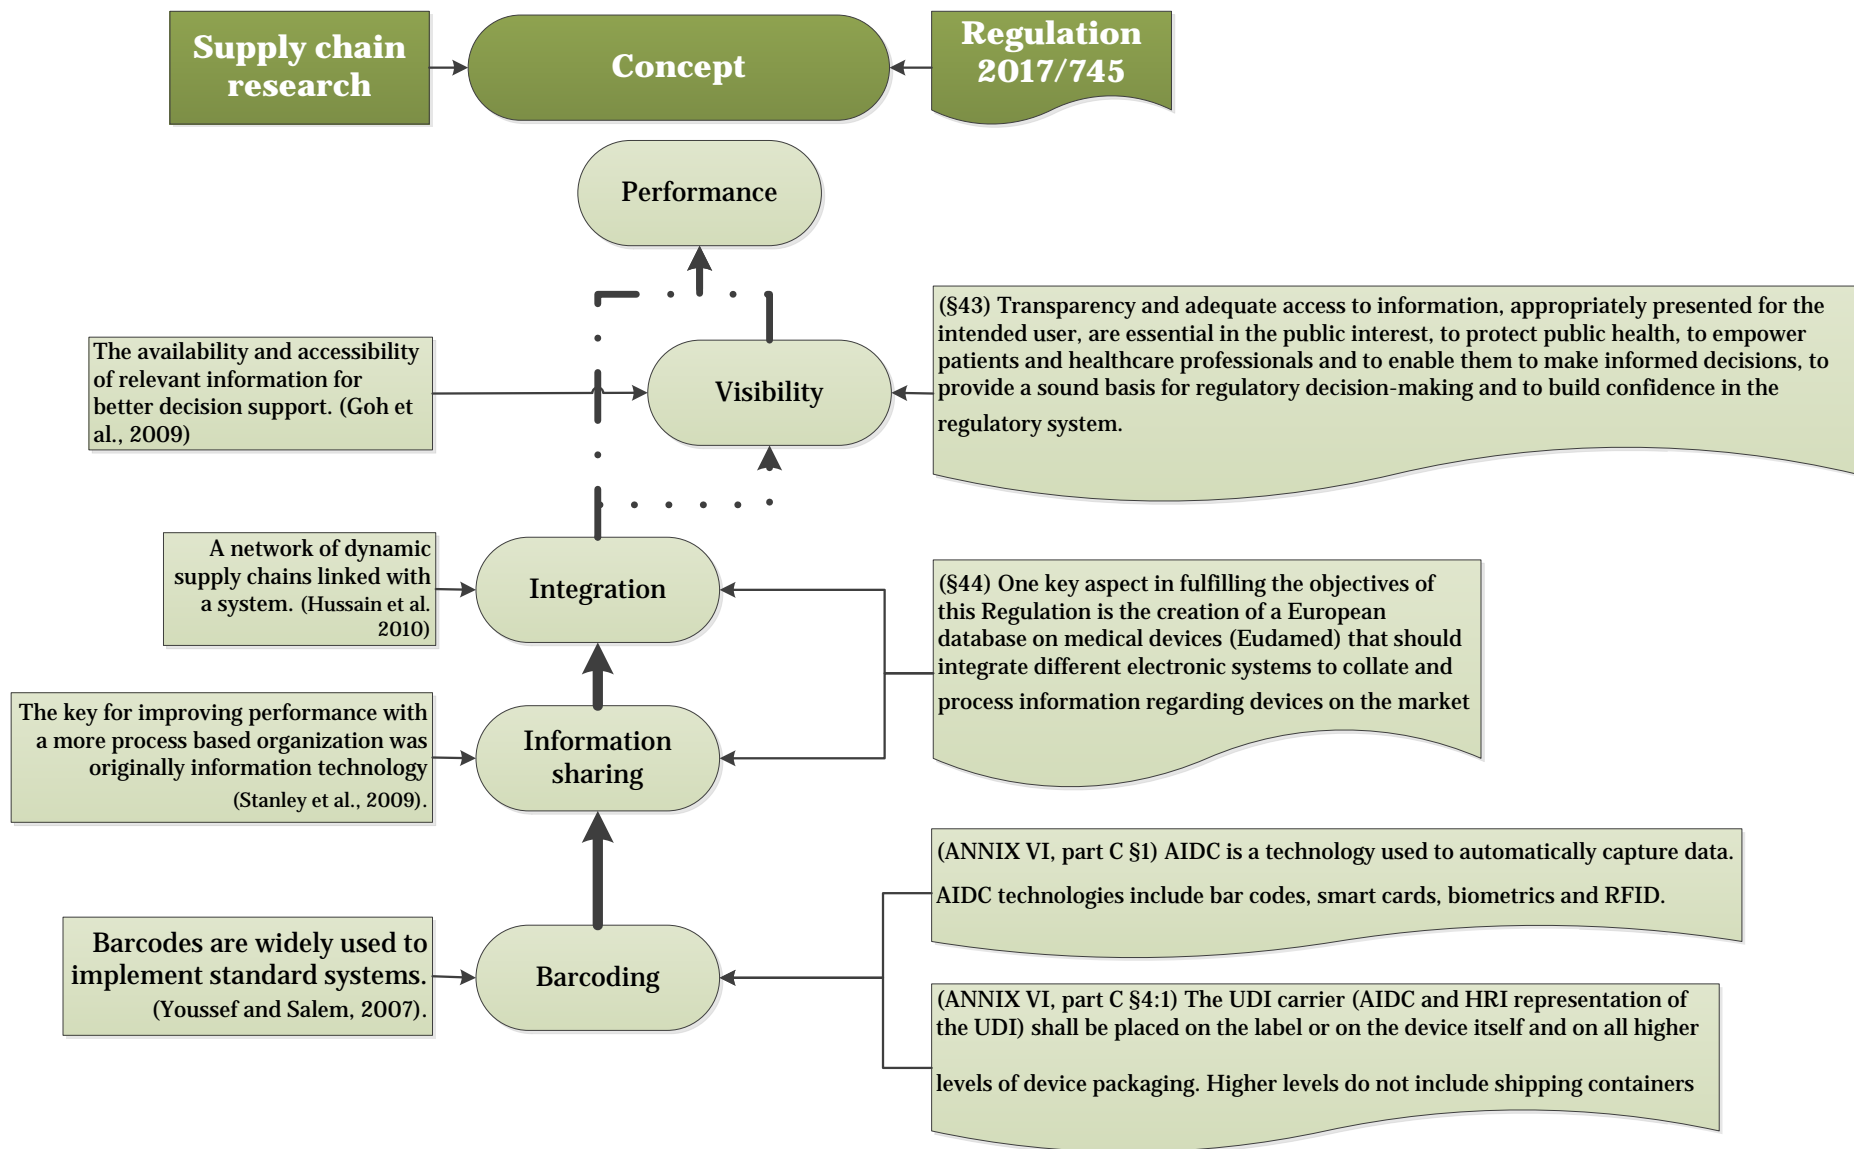 Supply chain
research
Concept
Regulation
2017/745
Performance
The availability and accessibility
of relevant information for
better decision support. (Goh et
al., 2009)
Visibility
(§43) Transparency and adequate access to information, appropriately presented for the
intended user, are essential in the public interest, to protect public health, to empower
patients and healthcare professionals and to enable them to make informed decisions, to
provide a sound basis for regulatory decision-making and to build confidence in the
regulatory system.
A network of dynamic
supply chains linked with
a system. (Hussain et al.
2010)
Integration
(§44) One key aspect in fulfilling the objectives of
this Regulation is the creation of a European
database on medical devices (Eudamed) that should
integrate different electronic systems to collate and
process information regarding devices on the market
The key for improving performance with
a more process based organization was
originally information technology
(Stanley et al., 2009).
Information
sharing
Barcodes are widely used to
implement standard systems.
(Youssef and Salem, 2007).
Barcoding
(ANNIX VI, part C §1) AIDC is a technology used to automatically capture data.
AIDC technologies include bar codes, smart cards, biometrics and RFID.
(ANNIX VI, part C §4:1) The UDI carrier (AIDC and HRI representation of
the UDI) shall be placed on the label or on the device itself and on all higher
levels of device packaging. Higher levels do not include shipping containers